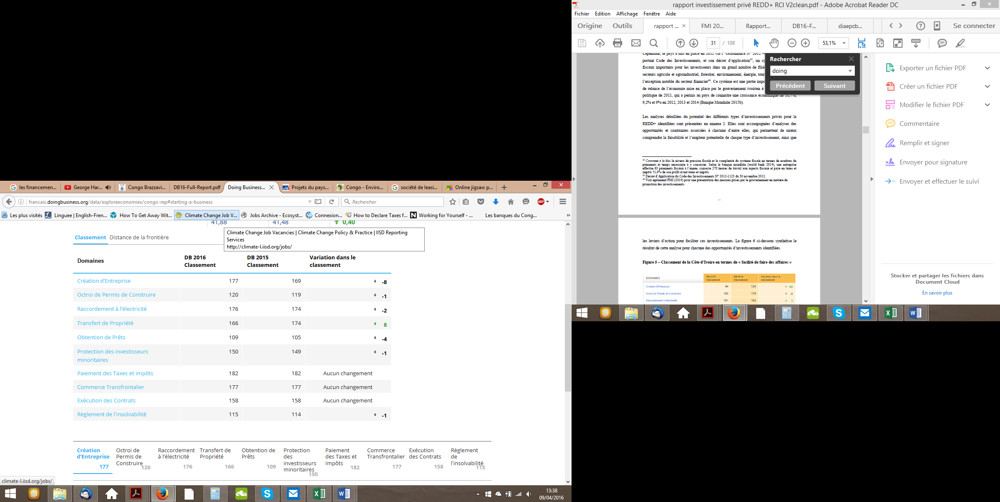 les financemen...
George Har...
Congo Brazzavi...
DB16-Full-Report.pdf
Doing Business...
Projets du pays...
Congo - Enviro...
société de leasi...
Online jigsaw p...
francais.doingbusiness.org/data/exploreeconomies/congo-rep#starting-a-business
Rechercher
ABP
Les plus visités
Linguee | English-Fren...
How To Get Away Wit...
Climate Change Job V...
Jobs Archive - Ecosyst...
Connexion...
How to Declare Taxes f...
Working for Yourself - ...
Les banques du Cong...
41,88 41,48 0,40
Climate Change Job Vacancies | Climate Change Policy & Practice | IISD Reporting
Services
http://climate-l.iisd.org/jobs/
Classement Distance de la frontière
Domaines
DB 2016
Classement
DB 2015
Classement
Variation dans le
classement
Création d'Entreprise 177 169 -8
Octroi de Permis de Construire 120 119 -1
Raccordement à l'électricité 176 174 -2
Transfert de Propriété 166 174 8
Obtention de Prêts 109 105 -4
Protection des investisseurs
minoritaires 150 149 -1
Paiement des Taxes et Impôts 182 182 Aucun changement
Commerce Transfrontalier 177 177 Aucun changement
Exécution des Contrats 158 158 Aucun changement
Règlement de l'insolvabilité 115 114 -1
Création
d'Entreprise
177
Octroi de
Permis de
Construire
120
Raccordement
à l'électricité
176
Transfert de
Propriété
166
Obtention de
Prêts
109
Protection
des
investisseurs
minoritaires
150
Paiement
des Taxes et
Impôts
182
Commerce
Transfrontalier
177
Exécution
des Contrats
158
Règlement
de
l'insolvabilité
115
climate-l.iisd.org/jobs/
13:38
09/04/2016
rapport investissement privé REDD+ RCI V2clean.pdf - Adobe Acrobat Reader DC
Fichier Edition Affichage Fenêtre Aide
Origine Outils
rapport ...
FMI 20...
Rapport...
DB16-F...
diaepcb...
Se connecter
31 / 108
53,1%
Rechercher
doing
Précédent Suivant
Cependant, le pays a mis en place en 2012 via l'Ordonnance N° 2012
portant Code des Investissements, et son décret d'application45, un sy
fiscaux importants pour les investisseurs dans un grand nombre de filiè
secteurs agricole et agroindustriel, forestier, environnement, énergie, tour
l'exception notable du secteur financier46. Ce système est une partie impo
de relance de l'économie mise en place par le gouvernement ivoirien à
politique de 2011, qui a permis au pays de connaitre une croissance économique de 10,7%,
9,2% et 9% en 2012, 2013 et 2014 (Banque Mondiale 2015b).
Les analyses détaillées du potentiel des différents types d'investissements privés pour la
REDD+ identifiées sont présentées en annexe 2. Elles sont accompagnées d'analyses des
opportunités et contraintes associées à chacune d'entre elles, qui permettent de mieux
comprendre la faisabilité et l'ampleur potentielle de chaque type d'investissement, ainsi que
44 Couvrant à la fois le niveau de pression fiscale et la complexité du système fiscale en termes de nombres de
paiements et temps nécessaire à y consacrer. Selon la banque mondiale (world bank 2014), une entreprise
effectue 63 paiements fiscaux à l'année, consacre 270 heures de travail aux aspects fiscaux et paye en taxes et
impôts 51,9% de son profit avant taxes et impôts.
45 Décret d'Application du Code des Investissements N° 2012-1123 du 30 novembre 2012.
46 Voir également FMI (2014) pour une présentation des mesures prises par le gouvernement en matière de
promotion des investissements.
31
les leviers d'action pour faciliter ces investissements. La figure 6 ci-dessous synthétise le
résultat de cette analyse pour chacune des opportunités d'investissements identifiées.
Figure 5 – Classement de la Côte d'Ivoire en termes de « facilité de faire des affaires »
DOMAINES
DB 2015
Classement
DB 2014
Classement
Variation dans le
classement
Création d'Entreprise 44 124 80
Octroi de Permis de Construire 180 179 -1
Raccordement à l'électricité 161 164 3
Exporter un fichier PDF
Créer un fichier PDF
Modifier le fichier PDF
Commentaire
Remplir et signer
Envoyer pour signature
Envoyer et effectuer le suivi
Stocker et partager les fichiers dans
Document Cloud
En savoir plus